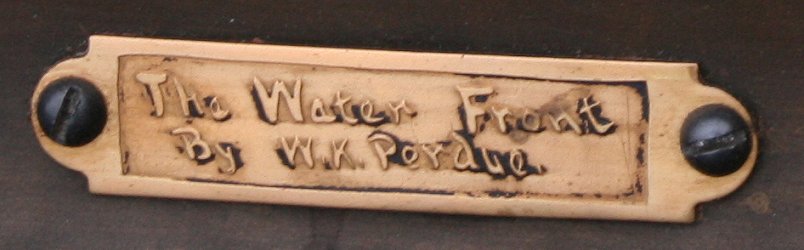 The Water Front
By W.K. Perdue.